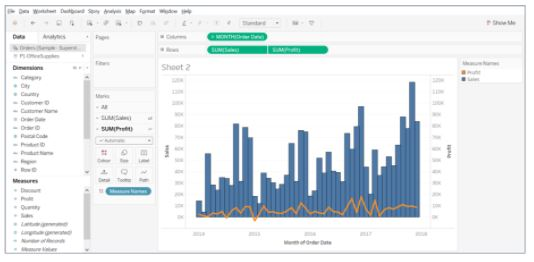 File Data Worksheet Dashboard Story Analysis Map Format Window Help
Standard
Show Me
Data
Analytics
Orders (Sample - Superst...
PS OfficeSupplies
Dimensions
Category
City
Country
Customer ID
Customer Name
Order Date
Order ID
Postal Code
Product ID
Product Name
Region
Row ID
Measures
Discount
Profit
Quantity
Sales
Latitude (generated)
Longitude (generated)
Number of Records
Measure Values
Pages
Filters
Marks
All
SUM(Sales)
SUM(Profit)
Automatic
Colour Size Label
Detail Tooltip Path
Measure Names
Columns
MONTH(Order Date)
Rows
SUM(Sales)
SUM(Profit)
Sheet 2
120K
110K
100K
90K
80K
70K
60K
50K
40K
30K
20K
10K
0K
Sales
120K
110K
100K
90K
80K
70K
60K
50K
40K
30K
20K
10K
0K
Profit
2014 2015 2016 2017 2018
Month of Order Date
Measure Names
Profit
Sales